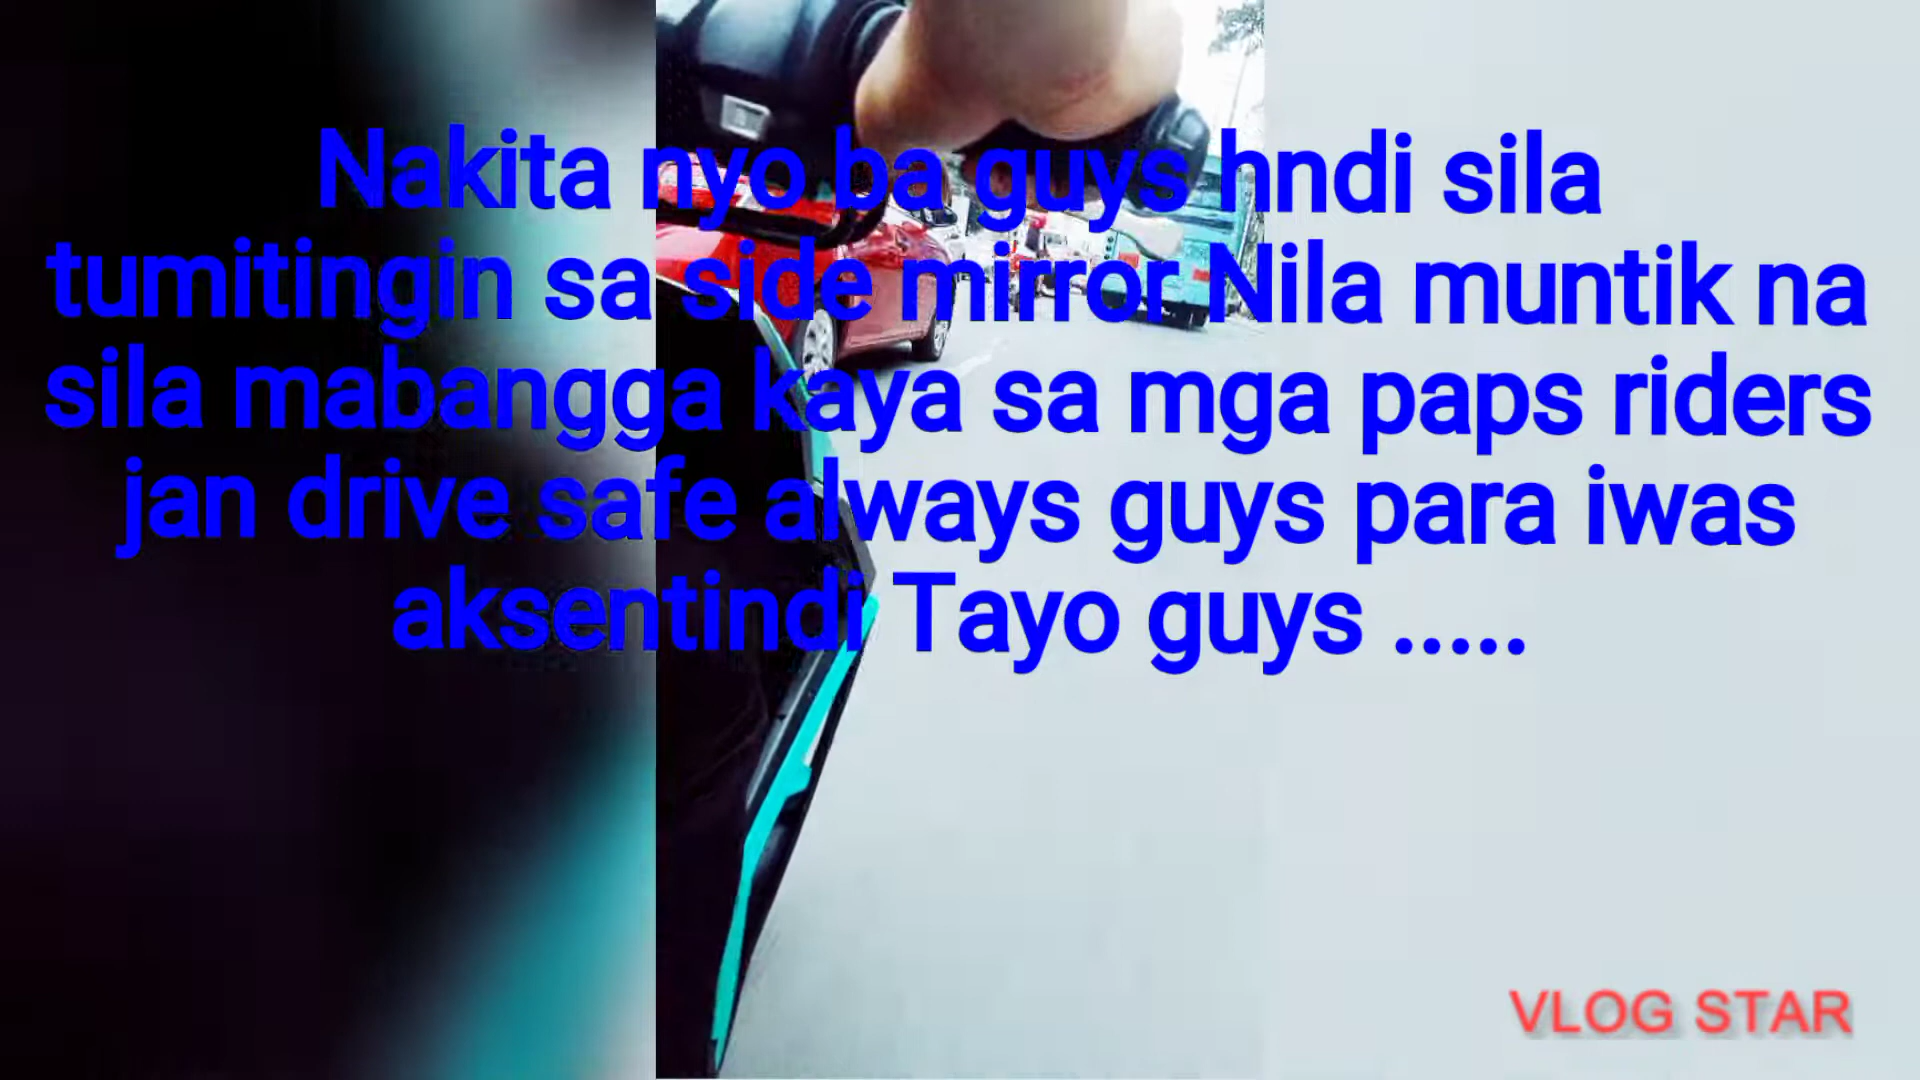 Nakita nyo ba guys hndi sila
tumitingin sa side mirror Nila muntik na
sila mabangga kaya sa mga paps riders
jan drive safe always guys para iwas
aksentindi Tayo guys .....
VLOG STAR